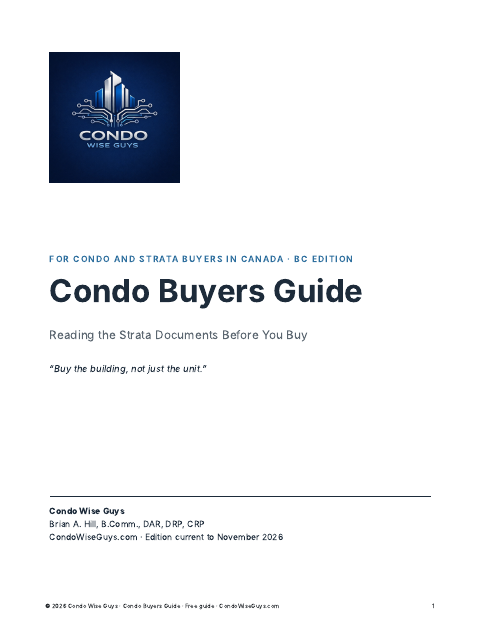 CONDO
WISE GUYS
FOR CONDO AND STRATA BUYERS IN CANADA · BC EDITION
Condo Buyers Guide
Reading the Strata Documents Before You Buy
“Buy the building, not just the unit.”
Condo Wise Guys
Brian A. Hill, B.Comm., DAR, DRP, CRP
CondoWiseGuys.com · Edition current to November 2026
© 2026 Condo Wise Guys · Condo Buyers Guide · Free guide · CondoWiseGuys.com 1